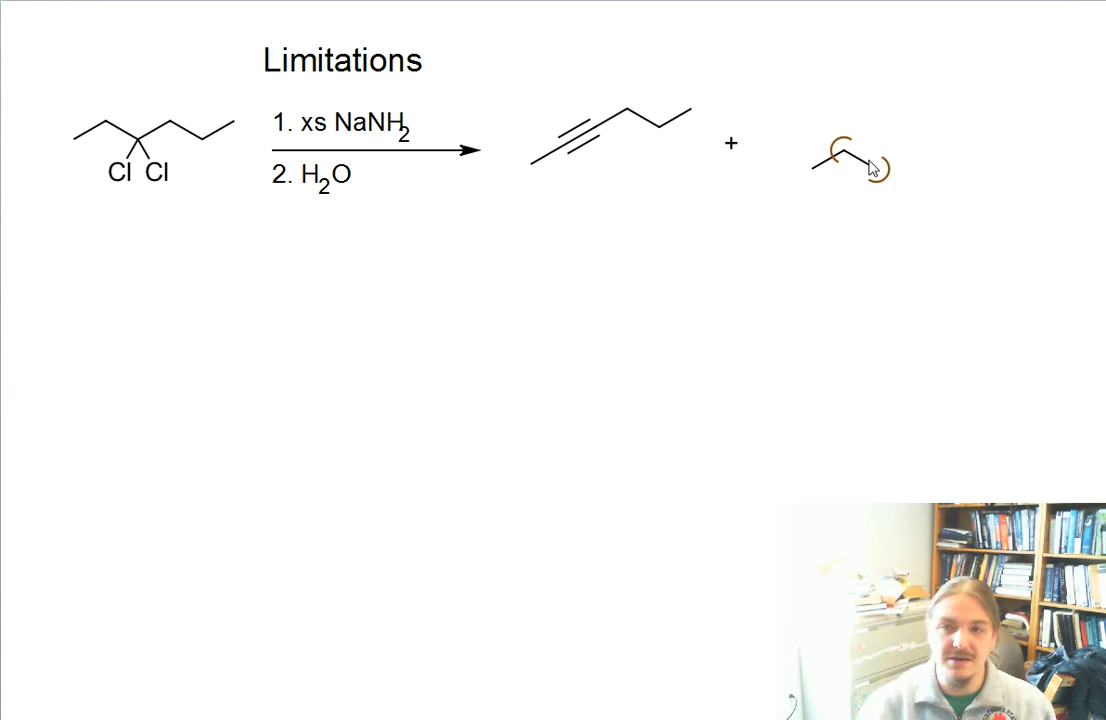 Limitations
1. xs NaNH2
Cl Cl
2. H2O
+